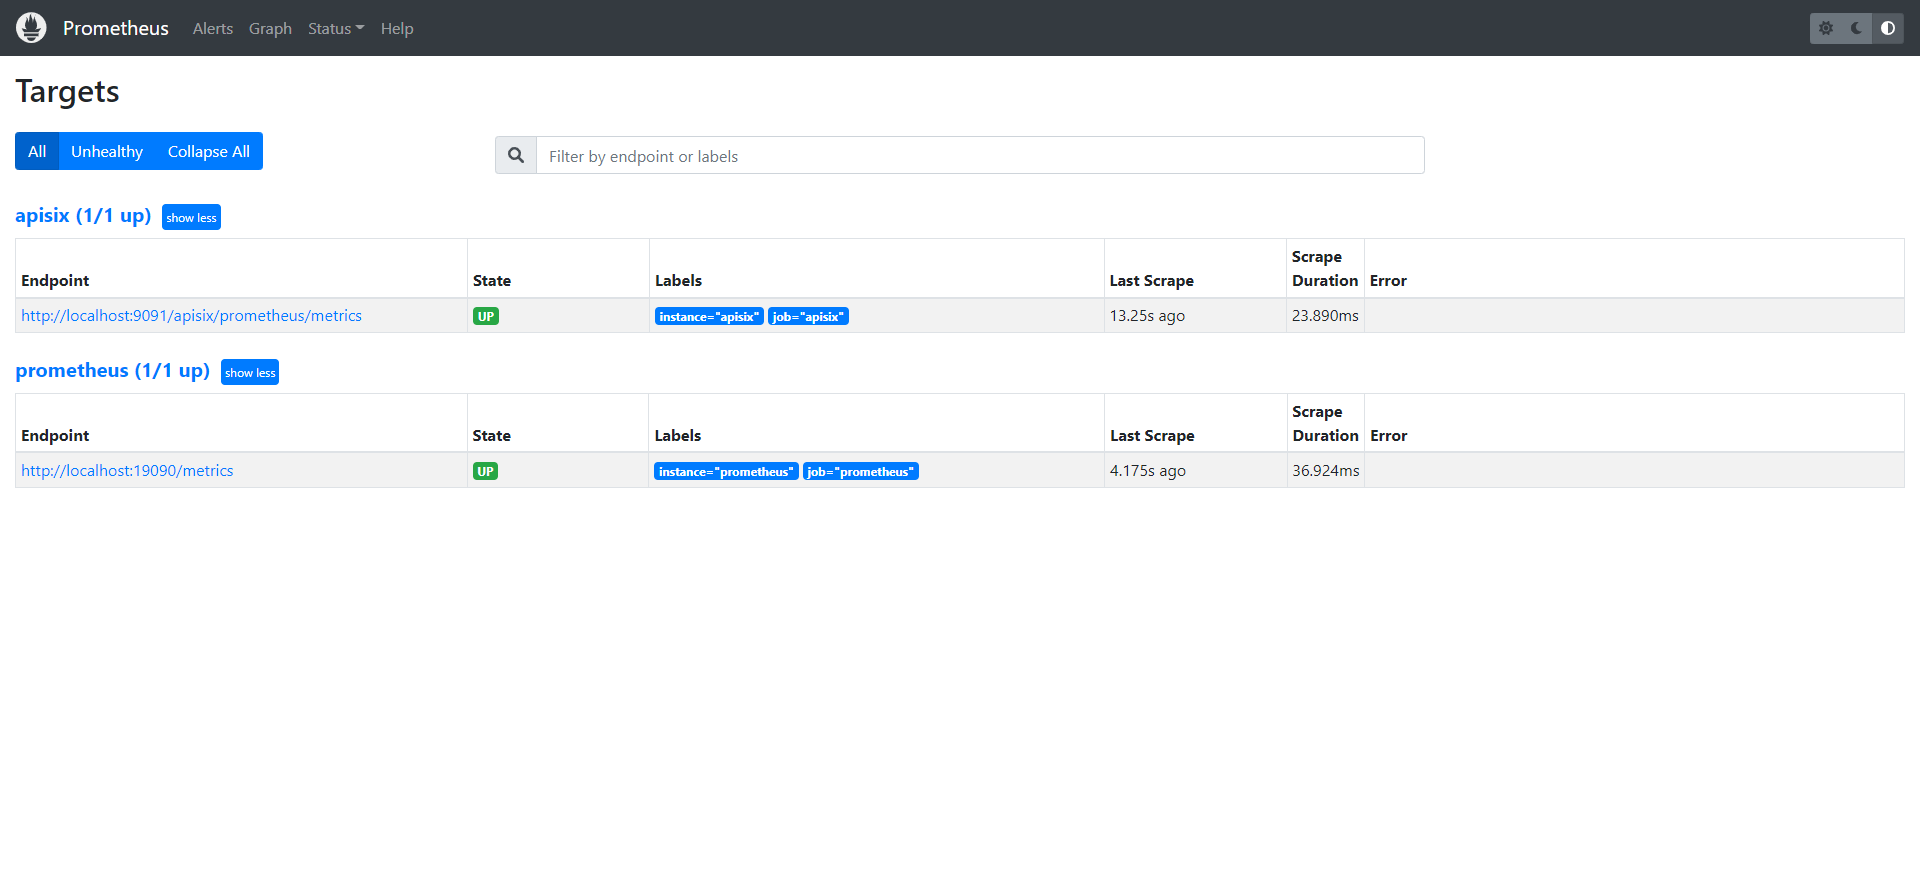 Prometheus Alerts Graph Status Help
Targets
All Unhealthy Collapse All
Filter by endpoint or labels
apisix (1/1 up) show less
Endpoint State Labels Last Scrape Scrape Duration Error
http://localhost:9091/apisix/prometheus/metrics UP instance="apisix" job="apisix" 13.25s ago 23.890ms
prometheus (1/1 up) show less
Endpoint State Labels Last Scrape Scrape Duration Error
http://localhost:19090/metrics UP instance="prometheus" job="prometheus" 4.175s ago 36.924ms